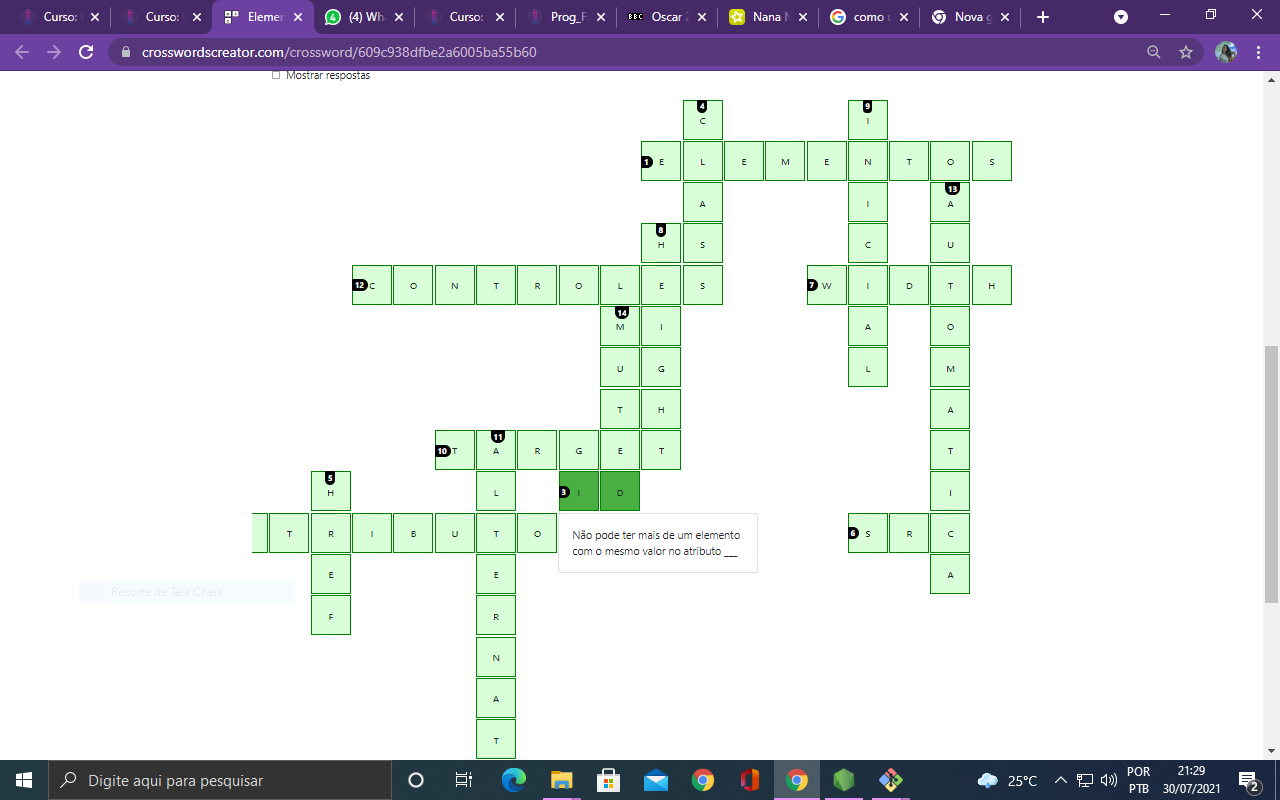 Curso:
Curso:
Elemen
(4) Wha
Curso:
Prog_F
BBC Oscar 2
Nana N
como u
Nova g
crosswordscreator.com/crossword/609c938dfbe2a6005ba55b60
Mostrar respostas
4 C
9 I
1 E L E M E N T O S
A I 13 A
8 H S C U
12 C O N T R O L E S 7 W I D T H
14 M I A O
U G L M
T H A
10 T 11 A R G E T T
5 H L 3 I D I
T R I B U T O 6 S R C
Não pode ter mais de um elemento
com o mesmo valor no atributo ___
E E A
Recorte de Tela Cheia
F R
N
A
T
Digite aqui para pesquisar
25°C
POR
PTB
21:29
30/07/2021
2